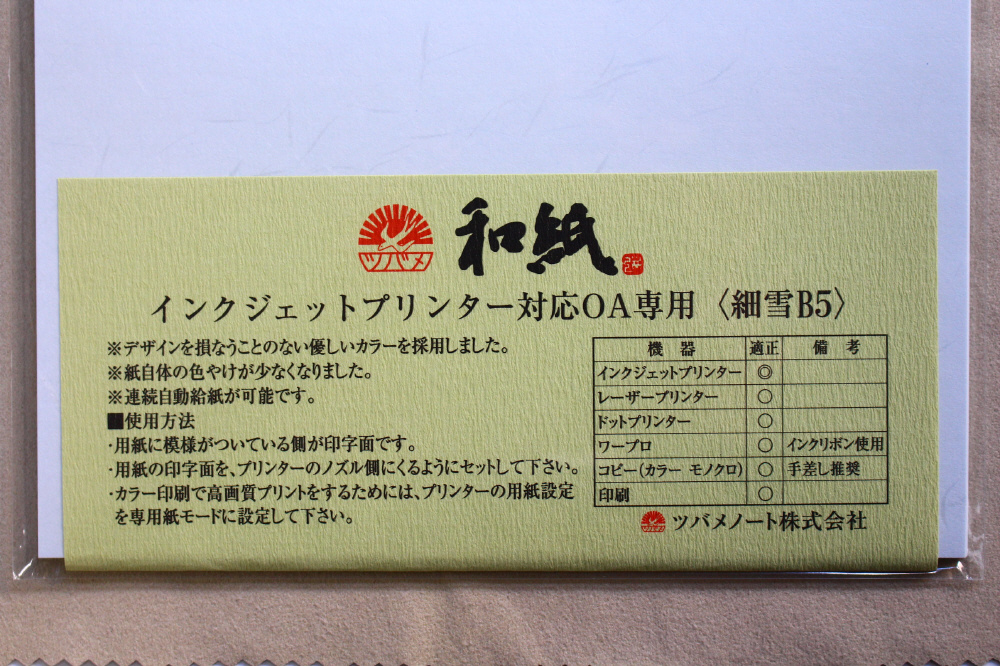 ツバメ
和紙
インクジェットプリンター対応OA専用〈細雪B5〉
※デザインを損なうことのない優しいカラーを採用しました。
※紙自体の色やけが少なくなりました。
※連続自動給紙が可能です。
■使用方法
・用紙に模様がついている側が印字面です。
・用紙の印字面を、プリンターのノズル側にくるようにセットして下さい。
・カラー印刷で高画質プリントをするためには、プリンターの用紙設定
を専用紙モードに設定して下さい。
機器 適正 備考
インクジェットプリンター ◎
レーザープリンター ○
ドットプリンター ○
ワープロ ○ インクリボン使用
コピー(カラー モノクロ) ○ 手差し推奨
印刷 ○
ツバメノート株式会社